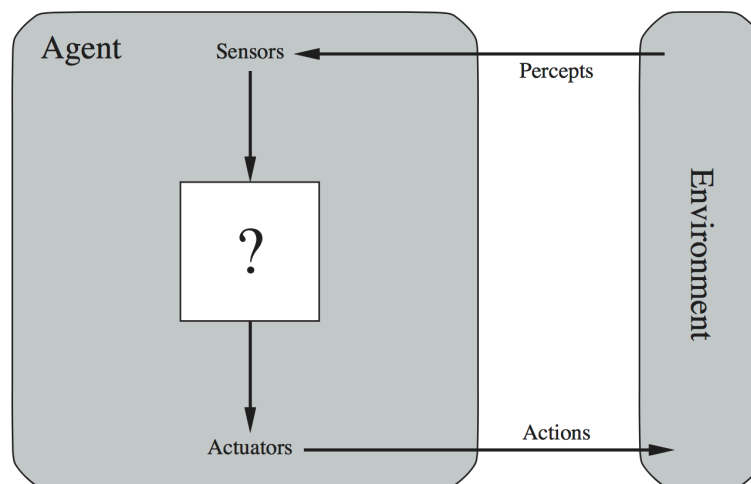 Agent
Sensors
Percepts
?
Environment
Actuators
Actions